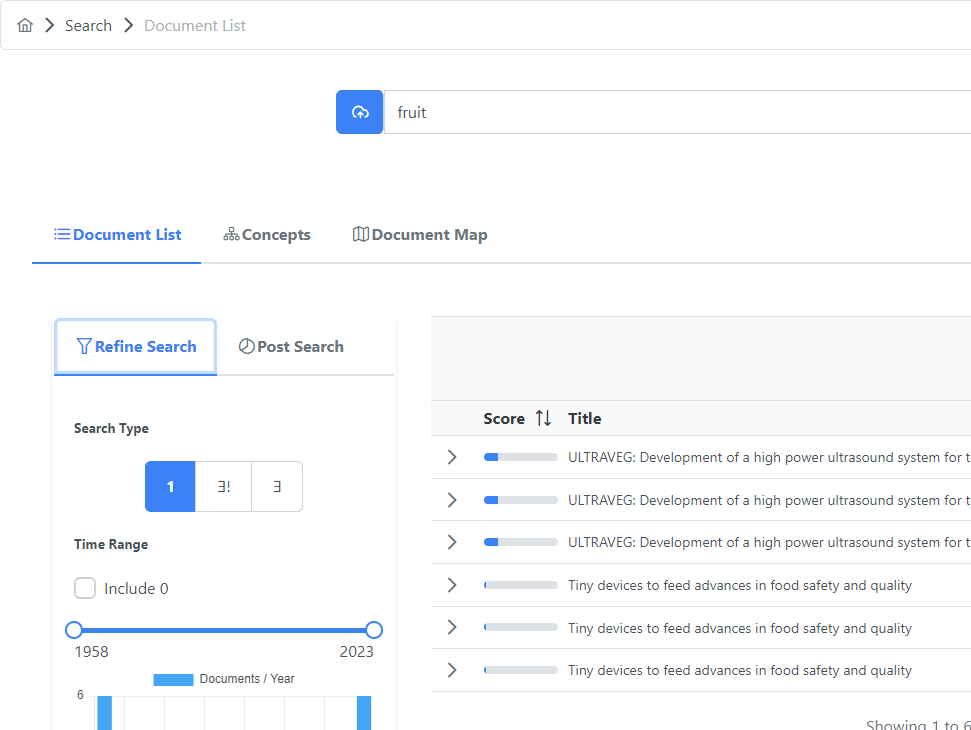 Search Document List
fruit
Document List Concepts Document Map
Refine Search Post Search
Search Type
1 ∃! ∃
Time Range
Include 0
1958 2023
Documents / Year
6
Score Title
ULTRAVEG: Development of a high power ultrasound system for t
ULTRAVEG: Development of a high power ultrasound system for t
ULTRAVEG: Development of a high power ultrasound system for t
Tiny devices to feed advances in food safety and quality
Tiny devices to feed advances in food safety and quality
Tiny devices to feed advances in food safety and quality
Showing 1 to 6